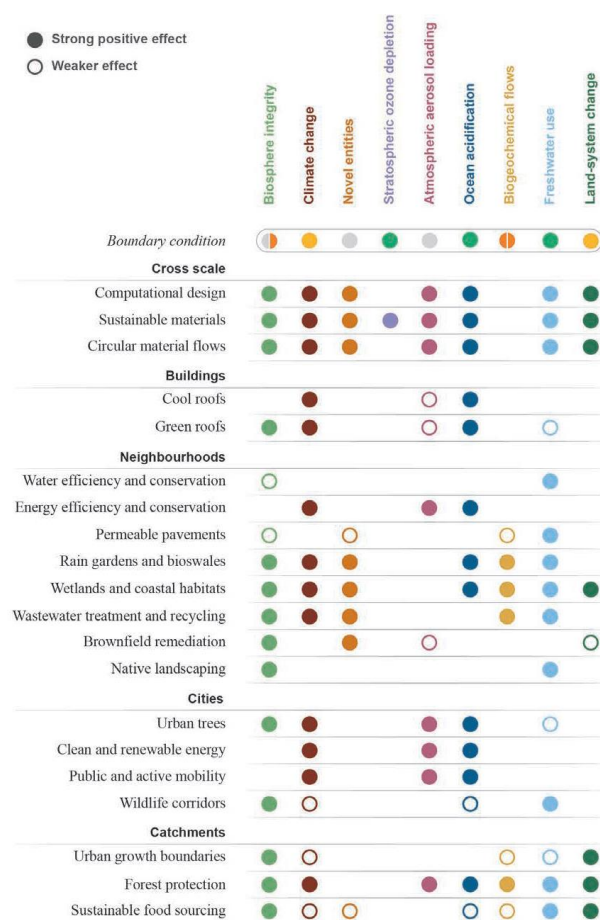 Strong positive effect
Weaker effect
Biosphere integrity
Climate change
Novel entities
Stratospheric ozone depletion
Atmospheric aerosol loading
Ocean acidification
Biogeochemical flows
Freshwater use
Land-system change
Boundary condition
Cross scale
Computational design
Sustainable materials
Circular material flows
Buildings
Cool roofs
Green roofs
Neighbourhoods
Water efficiency and conservation
Energy efficiency and conservation
Permeable pavements
Rain gardens and bioswales
Wetlands and coastal habitats
Wastewater treatment and recycling
Brownfield remediation
Native landscaping
Cities
Urban trees
Clean and renewable energy
Public and active mobility
Wildlife corridors
Catchments
Urban growth boundaries
Forest protection
Sustainable food sourcing